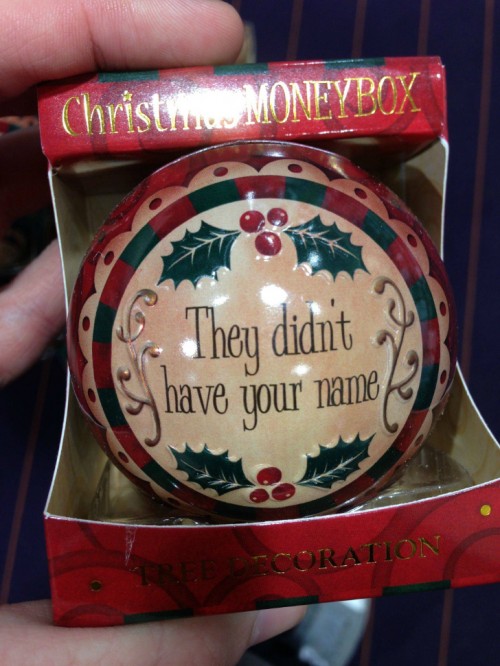 Christmas MONEYBOX
They didn't
have your name
TREE DECORATION